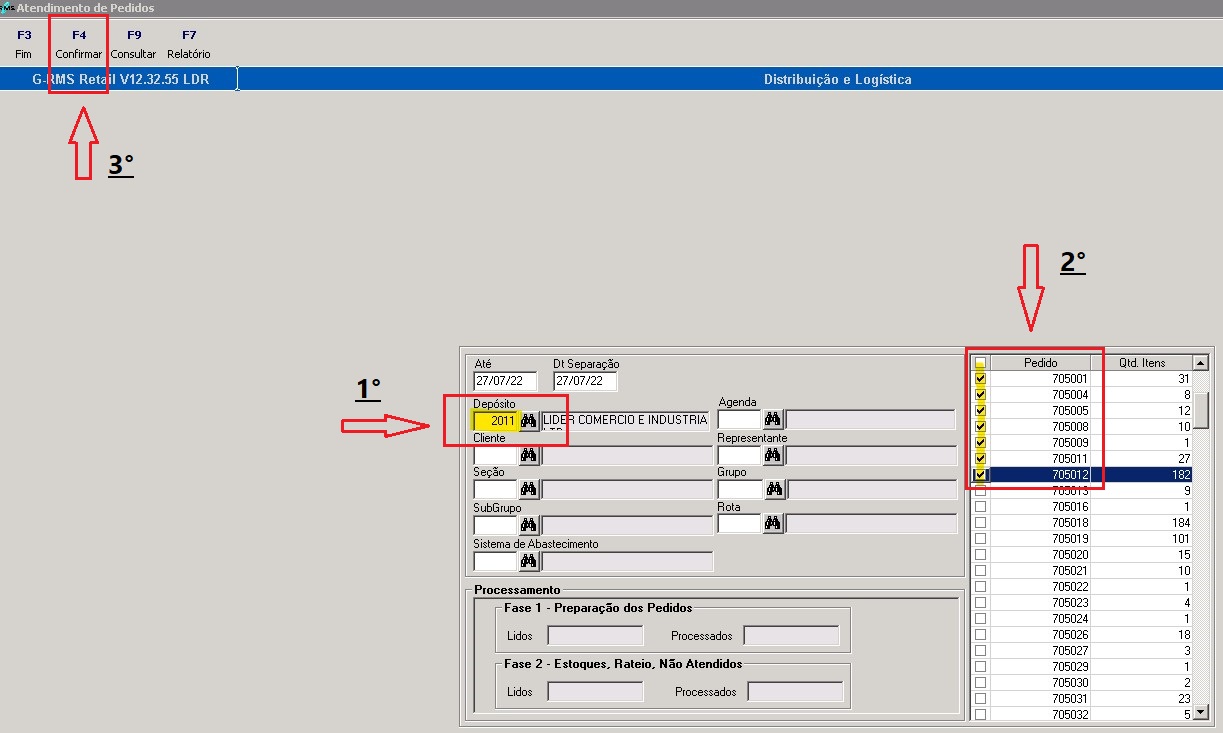 RMS Atendimento de Pedidos
F3 F4 F9 F7
Fim Confirmar Consultar Relatório
G-RMS Retail V12.32.55 LDR Distribuição e Logística
3°
2°
1°
Até Dt Separação
27/07/22 27/07/22
Depósito Agenda
2011 LIDER COMERCIO E INDUSTRIA
Cliente Representante
Seção Grupo
SubGrupo Rota
Sistema de Abastecimento
Processamento
Fase 1 - Preparação dos Pedidos
Lidos Processados
Fase 2 - Estoques, Rateio, Não Atendidos
Lidos Processados
Pedido Qtd. Itens
705001 31
705004 8
705005 12
705008 10
705009 1
705011 27
705012 182
705013 9
705016 1
705018 184
705019 101
705020 15
705021 10
705022 1
705023 4
705024 1
705026 18
705027 3
705029 1
705030 2
705031 23
705032 5